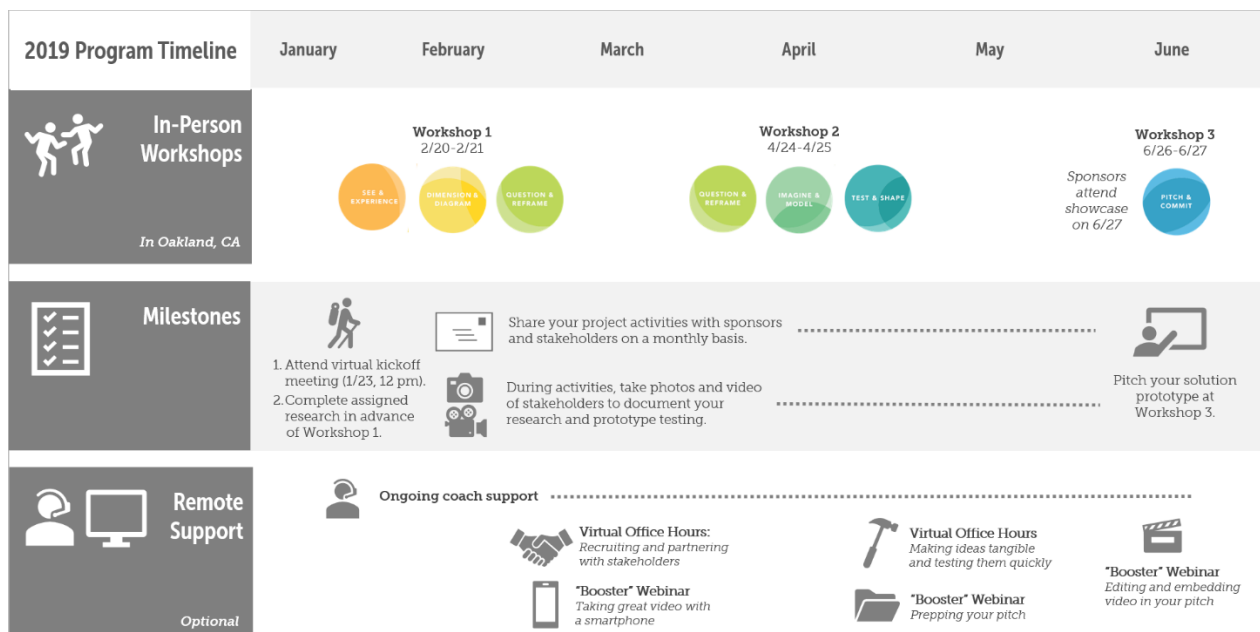 2019 Program Timeline
January
February
March
April
May
June
In-Person
Workshops
In Oakland, CA
Workshop 1
2/20-2/21
SEE &
EXPERIENCE
DIMENSION &
DIAGRAM
QUESTION &
REFRAME
Workshop 2
4/24-4/25
QUESTION &
REFRAME
IMAGINE &
MODEL
TEST & SHAPE
Workshop 3
6/26-6/27
Sponsors
attend
showcase
on 6/27
PITCH &
COMMIT
Milestones
1. Attend virtual kickoff
meeting (1/23, 12 pm).
2. Complete assigned
research in advance
of Workshop 1.
Share your project activities with sponsors
and stakeholders on a monthly basis.
During activities, take photos and video
of stakeholders to document your
research and prototype testing.
Pitch your solution
prototype at
Workshop 3.
Remote
Support
Optional
Ongoing coach support
Virtual Office Hours:
Recruiting and partnering
with stakeholders
"Booster" Webinar
Taking great video with
a smartphone
Virtual Office Hours
Making ideas tangible
and testing them quickly
"Booster" Webinar
Prepping your pitch
"Booster" Webinar
Editing and embedding
video in your pitch